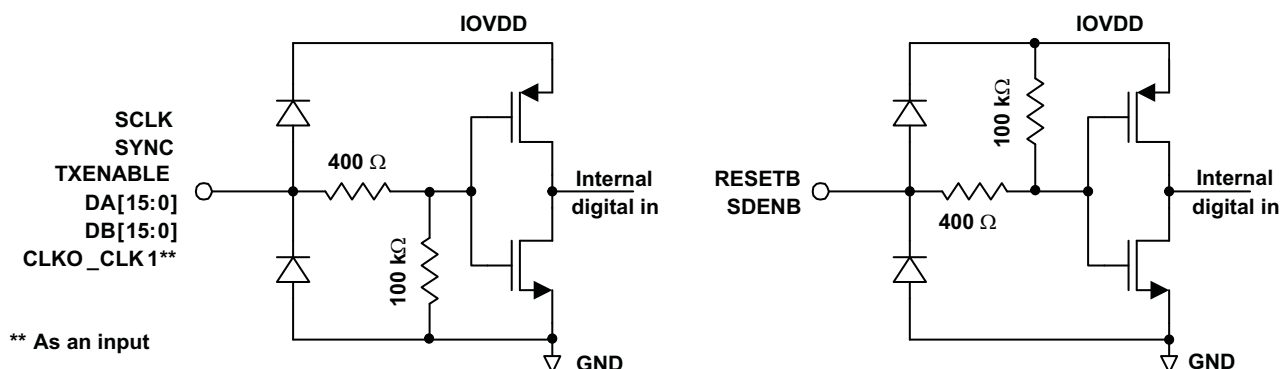 IOVDD
SCLK
SYNC
TXENABLE
DA[15:0]
DB[15:0]
CLKO_CLK1**
400 Ω
100 kΩ
Internal
digital in
GND
** As an input
IOVDD
100 kΩ
RESETB
SDENB
400 Ω
Internal
digital in
GND